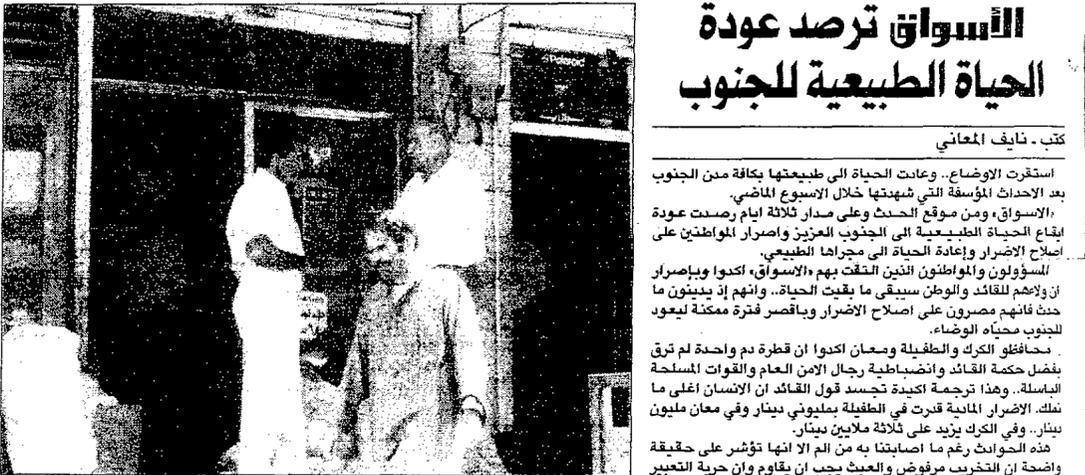 الأسواق ترصد عودة
الحياة الطبيعية للجنوب
كتب ـ نايف المعاني
استقرت الاوضاع.. وعادت الحياة الى طبيعتها بكافة مدن الجنوب
بعد الاحداث المؤسفة التي شهدتها خلال الاسبوع الماضي.
«الاسواق» ومن موقع الحدث وعلى مدار ثلاثة ايام رصدت عودة
ايقاع الحياة الطبيعية الى الجنوب العزيز واصرار المواطنين على
اصلاح الاضرار وإعادة الحياة الى مجراها الطبيعي.
المسؤولون والمواطنون الذين التقت بهم «الاسواق» أكدوا وبإصرار
ان ولاءهم للقائد والوطن سيبقى ما بقيت الحياة.. وانهم إذ يدينون ما
حدث فانهم مصرون على اصلاح الاضرار وباقصر فترة ممكنة ليعود
للجنوب محياه الوضاء.
محافظو الكرك والطفيلة ومعان اكدوا ان قطرة دم واحدة لم ترق
بفضل حكمة القائد وانضباطية رجال الامن العام والقوات المسلحة
الباسلة.. وهذا ترجمة اكيدة تجسد قول القائد ان الانسان اغلى ما
نملك. الاضرار المادية قدرت في الطفيلة بمليوني دينار وفي معان مليون
دينار.. وفي الكرك يزيد على ثلاثة ملايين دينار.
هذه الحوادث رغم ما اصابتنا به من الم الا انها تؤشر على حقيقة
واضحة ان التخريب مرفوض والعبث يجب ان يقاوم وان حرية التعبير